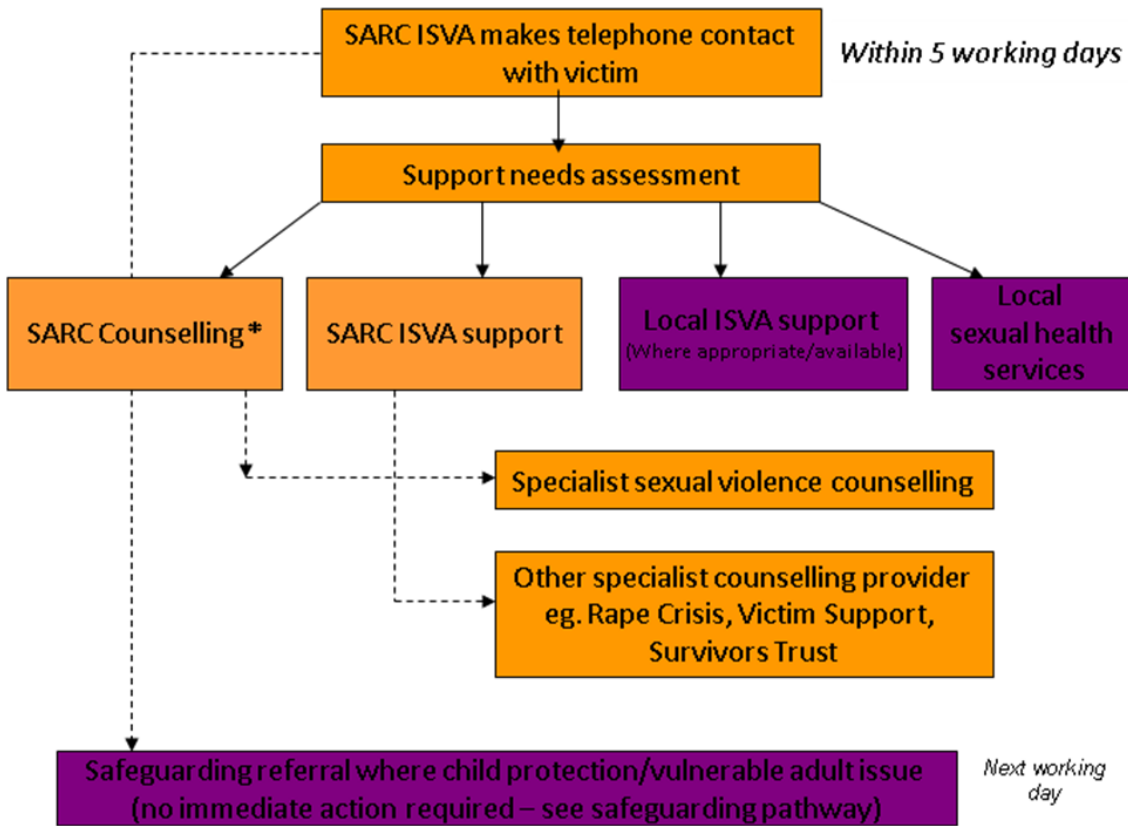 SARC ISVA makes telephone contact
with victim
Within 5 working days
Support needs assessment
SARC Counselling*
SARC ISVA support
Local ISVA support
(Where appropriate/available)
Local
sexual health
services
Specialist sexual violence counselling
Other specialist counselling provider
eg. Rape Crisis, Victim Support,
Survivors Trust
Safeguarding referral where child protection/vulnerable adult issue
(no immediate action required – see safeguarding pathway)
Next working
day